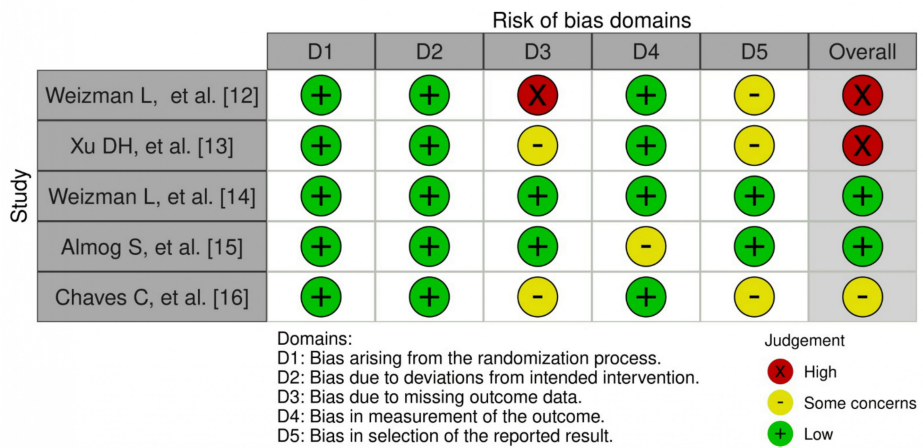 Risk of bias domains
D1 D2 D3 D4 D5 Overall
Study
Weizman L, et al. [12] + + X + - X
Xu DH, et al. [13] + + - + - X
Weizman L, et al. [14] + + + + + +
Almog S, et al. [15] + + + - + +
Chaves C, et al. [16] + + - + - -
Domains:
D1: Bias arising from the randomization process.
D2: Bias due to deviations from intended intervention.
D3: Bias due to missing outcome data.
D4: Bias in measurement of the outcome.
D5: Bias in selection of the reported result.
Judgement
X High
- Some concerns
+ Low